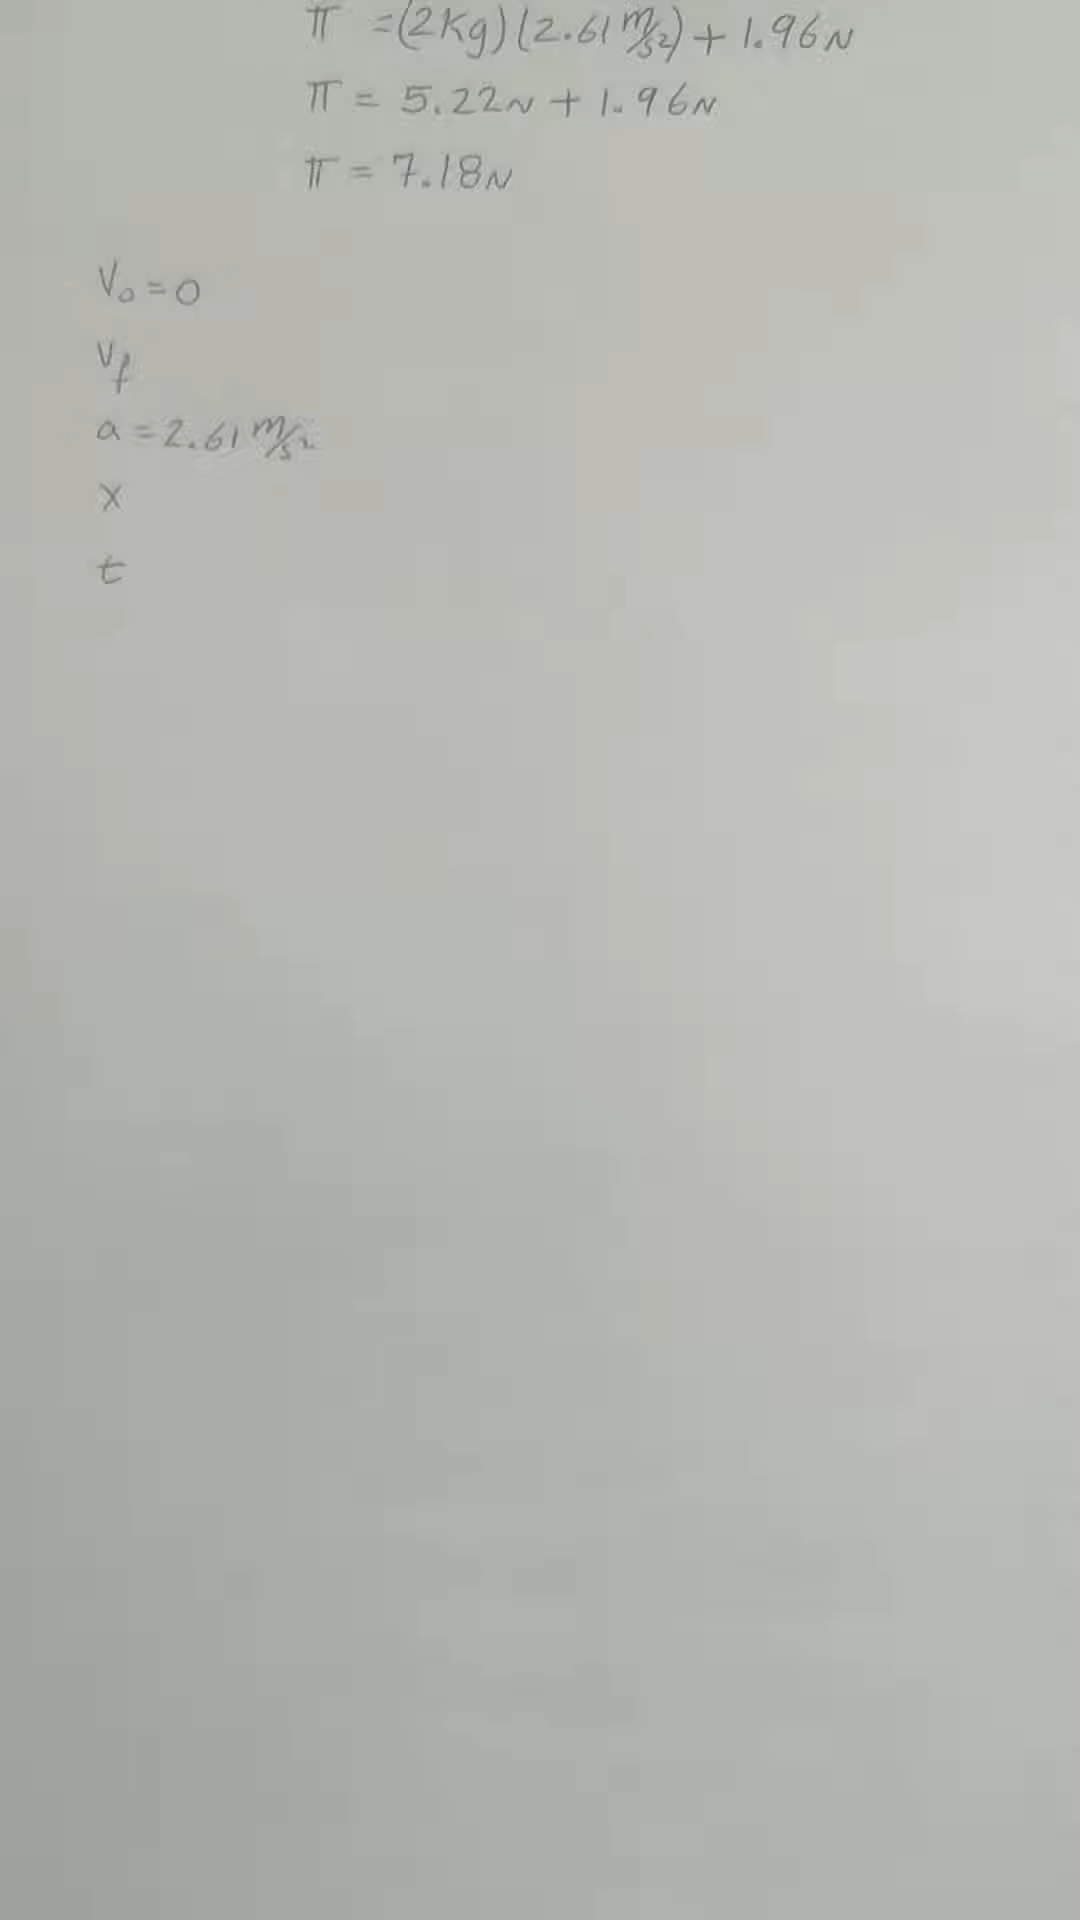 π = (2Kg)(2.61 m/s²) + 1.96N
π = 5.22N + 1.96N
π = 7.18N
V₀ = 0
Vf
a = 2.61 m/s²
x
t